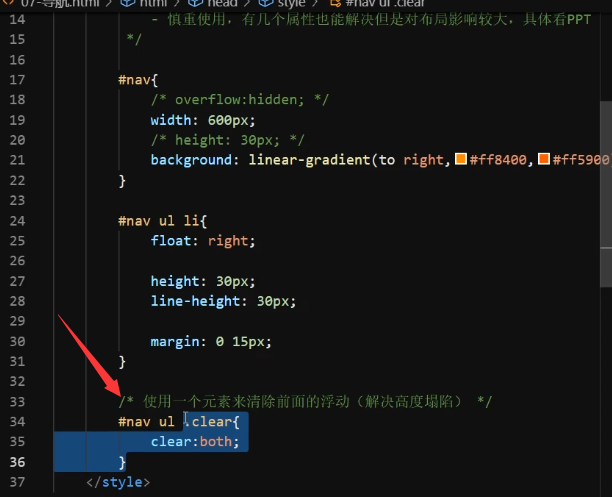 07-导航.html > html > head > style > #nav ul .clear
14 - 慎重使用，有几个属性也能解决但是对布局影响较大，具体看PPT
15 */
16
17 #nav{
18 /* overflow:hidden; */
19 width: 600px;
20 /* height: 30px; */
21 background: linear-gradient(to right, #ff8400, #ff5900
22 }
23
24 #nav ul li{
25 float: right;
26
27 height: 30px;
28 line-height: 30px;
29
30 margin: 0 15px;
31 }
32
33 /* 使用一个元素来清除前面的浮动（解决高度塌陷） */
34 #nav ul .clear{
35 clear:both;
36 }
37 </style>